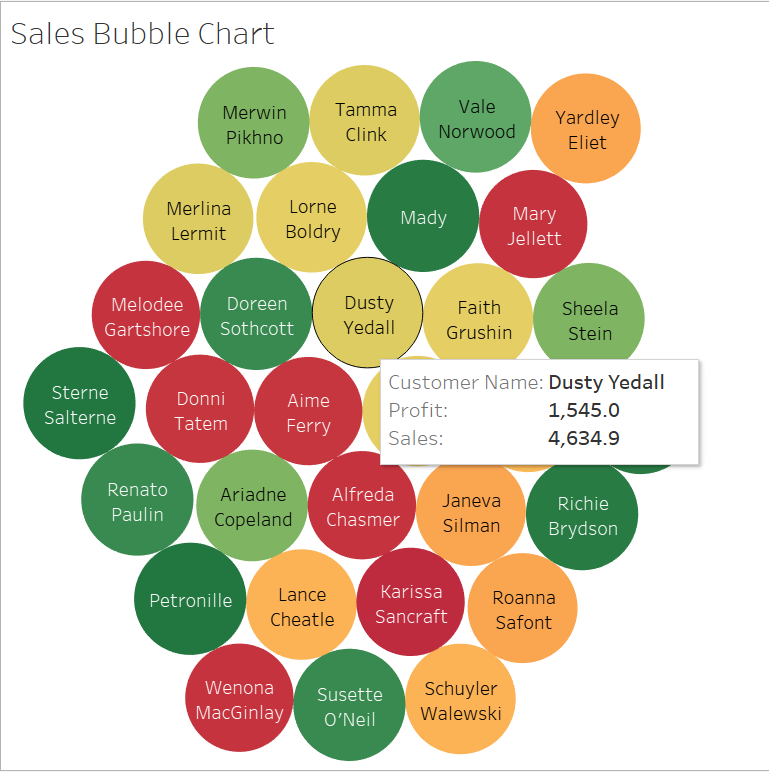 Sales Bubble Chart
Merwin
Pikhno
Tamma
Clink
Vale
Norwood
Yardley
Eliet
Merlina
Lermit
Lorne
Boldry
Mady
Mary
Jellett
Melodee
Gartshore
Doreen
Sothcott
Dusty
Yedall
Faith
Grushin
Sheela
Stein
Customer Name: Dusty Yedall
Profit: 1,545.0
Sales: 4,634.9
Sterne
Salterne
Donni
Tatem
Aime
Ferry
Renato
Paulin
Ariadne
Copeland
Alfreda
Chasmer
Janeva
Silman
Richie
Brydson
Petronille
Lance
Cheatle
Karissa
Sancraft
Roanna
Safont
Wenona
MacGinlay
Susette
O'Neil
Schuyler
Walewski